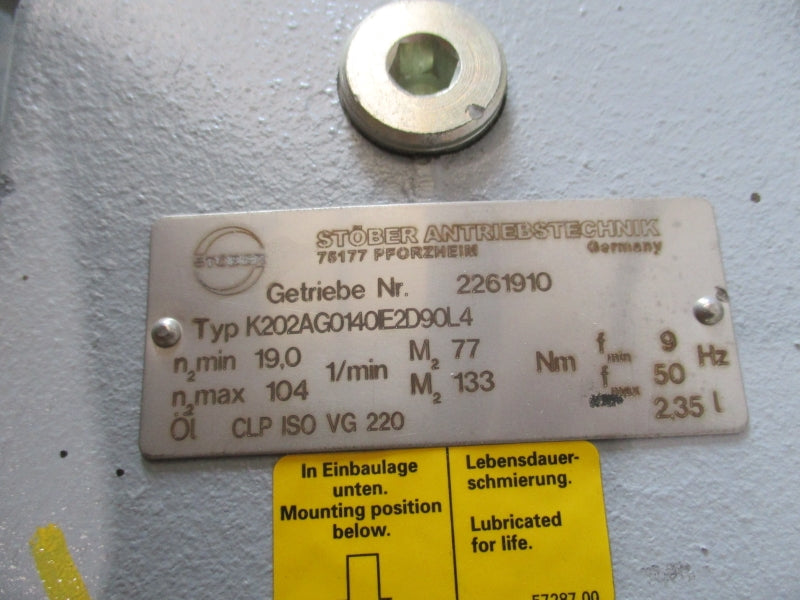 STÖBER
STÖBER ANTRIEBSTECHNIK
75177 PFORZHEIM Germany
Getriebe Nr. 2261910
Typ K202AG0140IE2D90L4
n₂min 19,0 1/min M₂ 77 Nm fmin 9 Hz
n₂max 104 M₂ 133 fmax 50
Öl CLP ISO VG 220 2,35 l
In Einbaulage
unten.
Mounting position
below.
Lebensdauer-
schmierung.
Lubricated
for life.
57287.00